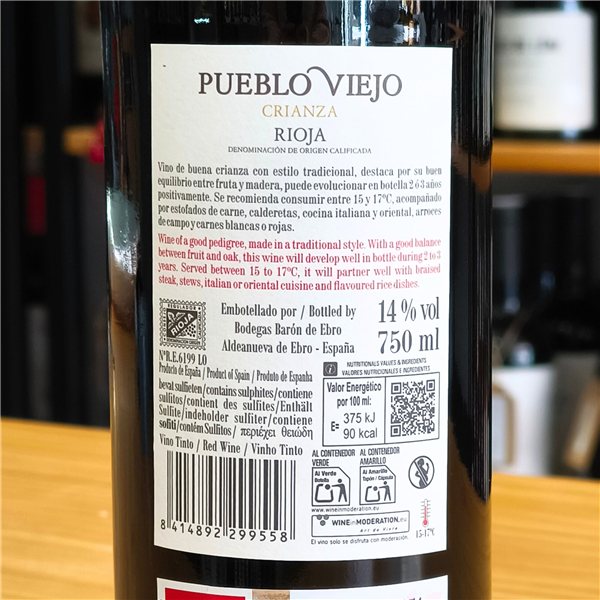 PUEBLO VIEJO
CRIANZA
RIOJA
DENOMINACIÓN DE ORIGEN CALIFICADA
Vino de buena crianza con estilo tradicional, destaca por su buen
equilibrio entre fruta y madera, puede evolucionar en botella 2 ó 3 años
positivamente. Se recomienda consumir entre 15 y 17ºC, acompañado
por estofados de carne, calderetas, cocina italiana y oriental, arroces
de campo y carnes blancas o rojas.
Wine of a good pedigree, made in a traditional style. With a good balance
between fruit and oak, this wine will develop well in bottle during 2 to 3
years. Served between 15 to 17ºC, it will partner well with braised
steak, stews, italian or oriental cuisine and flavoured rice dishes.
RIOJA
Embotellado por / Bottled by
Bodegas Barón de Ebro
Aldeanueva de Ebro - España
14 % vol
750 ml
NºR.E.6199 LO
Producto de España / Product of Spain / Produto de Espanha
bevat sulfieten/contains sulphites/contiene
sulfitos/contient des sulfites/Enthält
Sulfite/indeholder sulfiter/contiene
sofiti/contém Sulfitos/ περιέχει θειώδη
Vino Tinto / Red Wine / Vinho Tinto
NUTRITIONALS VALUES & INGREDIENTS
VALORES NUTRICIONALES E INGREDIENTES
Valor Energético
por 100 ml:
E= 375 kJ
90 kcal
AL CONTENEDOR
VERDE
AL CONTENEDOR
AMARILLO
Al Verde
Botella
Al Amarillo
Tapón / Cápsula
www.wineinmoderation.eu
WINEinMODERATION.eu
Art de Vivre
El vino solo se disfruta con moderación.
15-17ºC
8 414892 299558